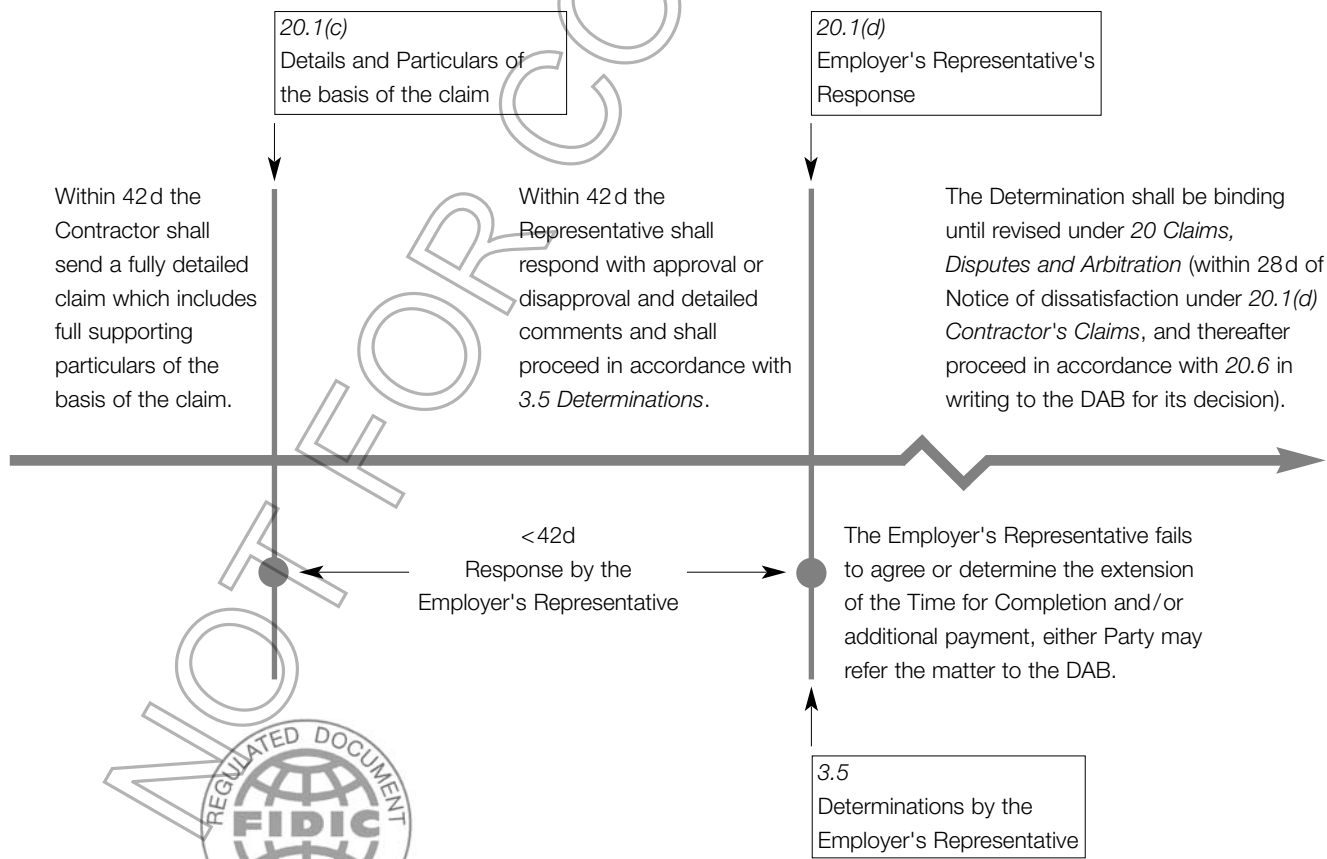 20.1(c)
Details and Particulars of
the basis of the claim
20.1(d)
Employer's Representative's
Response
Within 42d the
Contractor shall
send a fully detailed
claim which includes
full supporting
particulars of the
basis of the claim.
Within 42d the
Representative shall
respond with approval or
disapproval and detailed
comments and shall
proceed in accordance with
3.5 Determinations.
The Determination shall be binding
until revised under 20 Claims,
Disputes and Arbitration (within 28d of
Notice of dissatisfaction under 20.1(d)
Contractor's Claims, and thereafter
proceed in accordance with 20.6 in
writing to the DAB for its decision).
<42d
Response by the
Employer's Representative
The Employer's Representative fails
to agree or determine the extension
of the Time for Completion and/or
additional payment, either Party may
refer the matter to the DAB.
3.5
Determinations by the
Employer's Representative
NOT FOR CO
REGULATED DOCUMENT
FIDIC